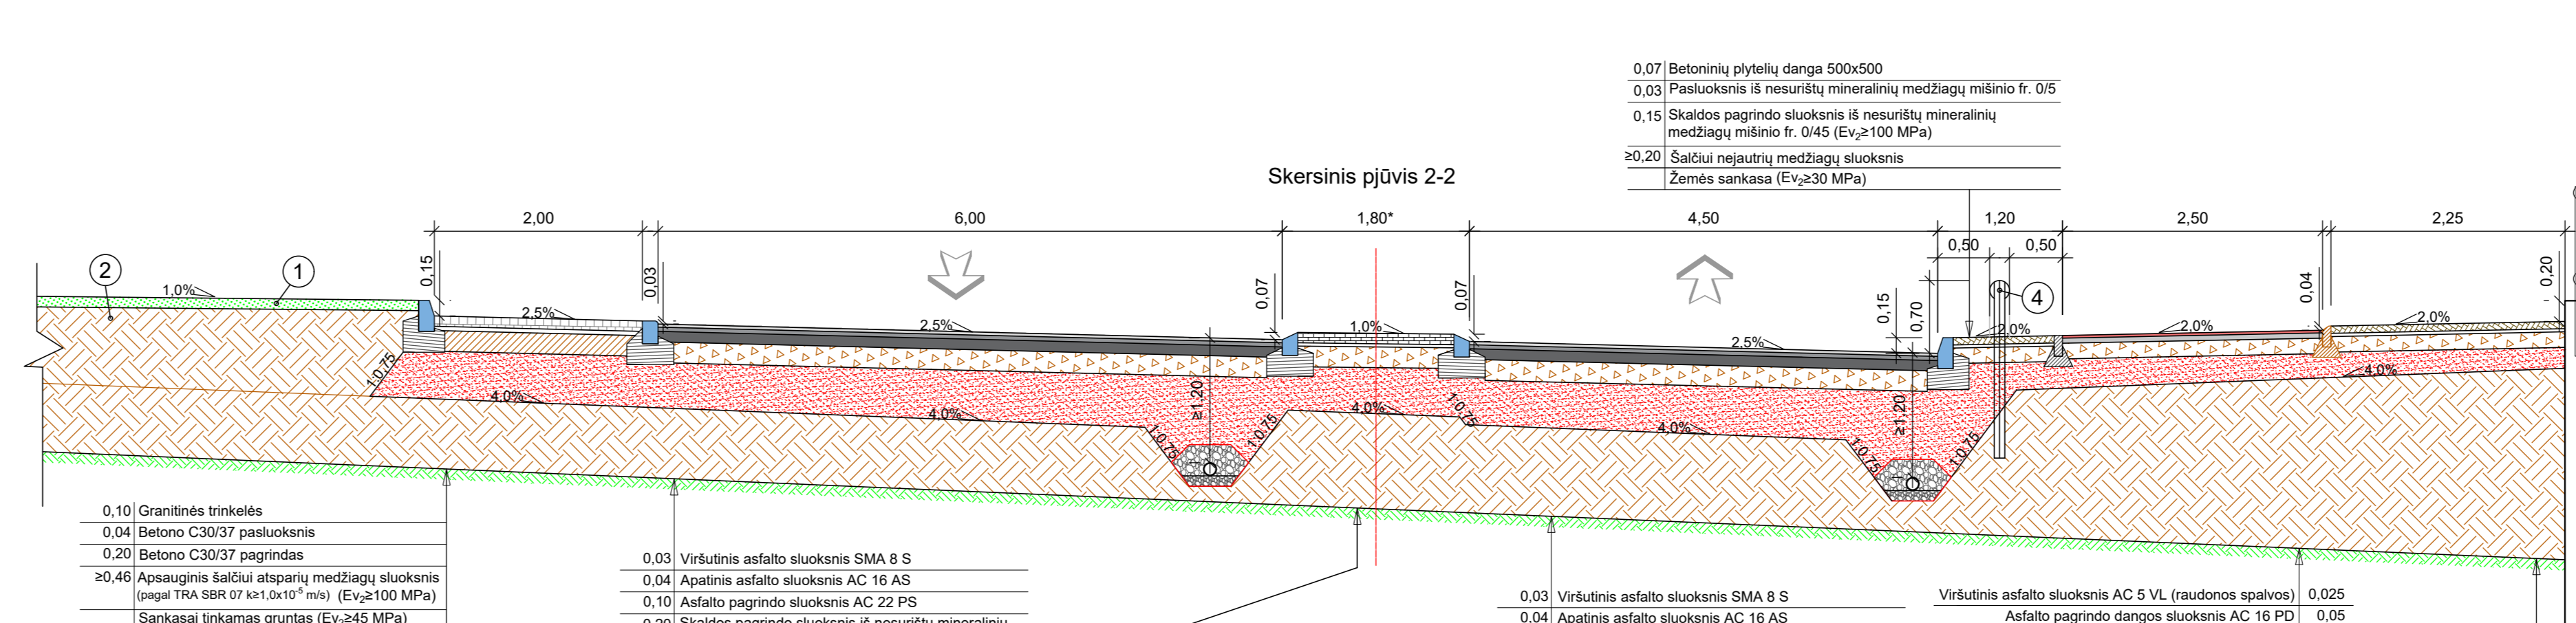 0,07 Betoninių plytelių danga 500x500
0,03 Pasluoksnis iš nesurištų mineralinių medžiagų mišinio fr. 0/5
0,15 Skaldos pagrindo sluoksnis iš nesurištų mineralinių
medžiagų mišinio fr. 0/45 (Ev₂≥100 MPa)
≥0,20 Šalčiui nejautrių medžiagų sluoksnis
Žemės sankasa (Ev₂≥30 MPa)
Skersinis pjūvis 2-2
2,00 6,00 1,80* 4,50 1,20 2,50 2,25
0,50 0,50
2 1 0,15 0,03 0,07 0,07 0,15 0,70 4 0,04 0,20
1,0% 2,5% 2,5% 1,0% 2,5% 2,0% 2,0% 2,0%
1:0.75 4,0% 4,0% ≥1,20 4,0% 1:0.75 4,0% ≥1,20 4,0%
1:0.75 1:0.75 1:0.75 1:0.75
0,10 Granitinės trinkelės
0,04 Betono C30/37 pasluoksnis
0,20 Betono C30/37 pagrindas
≥0,46 Apsauginis šalčiui atsparių medžiagų sluoksnis
(pagal TRA SBR 07 k≥1,0x10⁻⁵ m/s) (Ev₂≥100 MPa)
Sankasai tinkamas gruntas (Ev₂≥45 MPa)
0,03 Viršutinis asfalto sluoksnis SMA 8 S
0,04 Apatinis asfalto sluoksnis AC 16 AS
0,10 Asfalto pagrindo sluoksnis AC 22 PS
0,20 Skaldos pagrindo sluoksnis iš nesurištų mineralinių
0,03 Viršutinis asfalto sluoksnis SMA 8 S
0,04 Apatinis asfalto sluoksnis AC 16 AS
Viršutinis asfalto sluoksnis AC 5 VL (raudonos spalvos) 0,025
Asfalto pagrindo dangos sluoksnis AC 16 PD 0,05